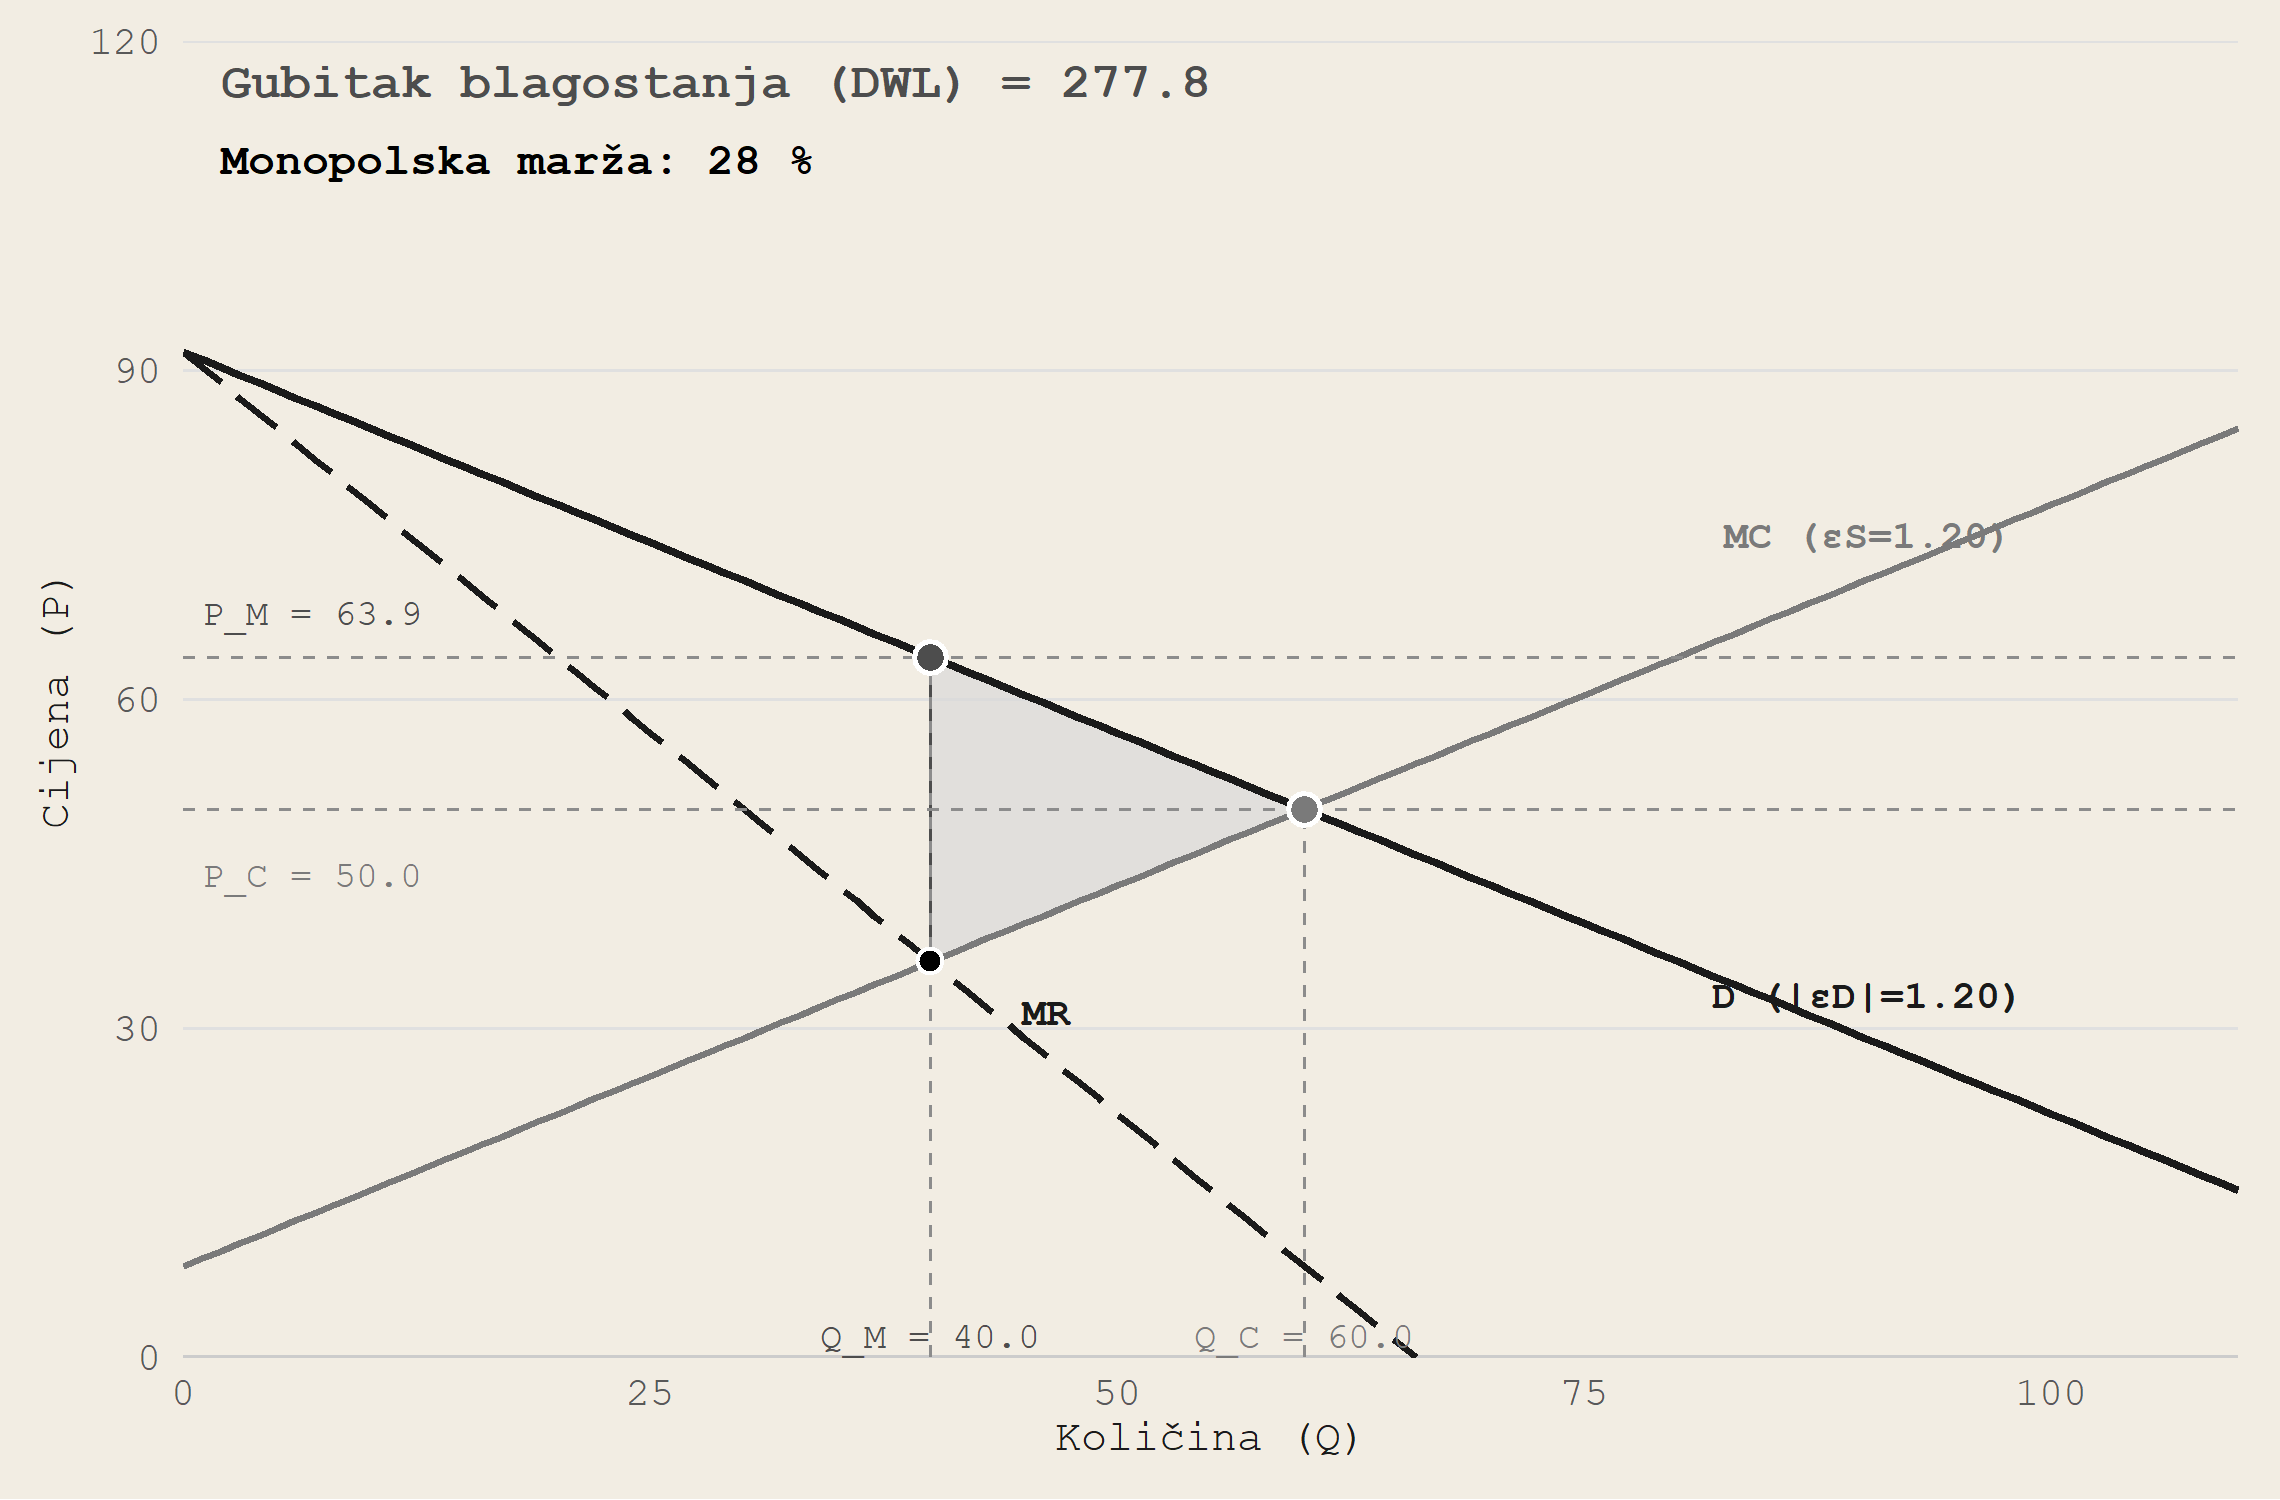 120
Gubitak blagostanja (DWL) = 277.8
Monopolska marža: 28 %
90
MC (εS=1.20)
P_M = 63.9
60
Cijena (P)
P_C = 50.0
D (|εD|=1.20)
MR
30
Q_M = 40.0
Q_C = 60.0
0
0 25 50 75 100
Količina (Q)